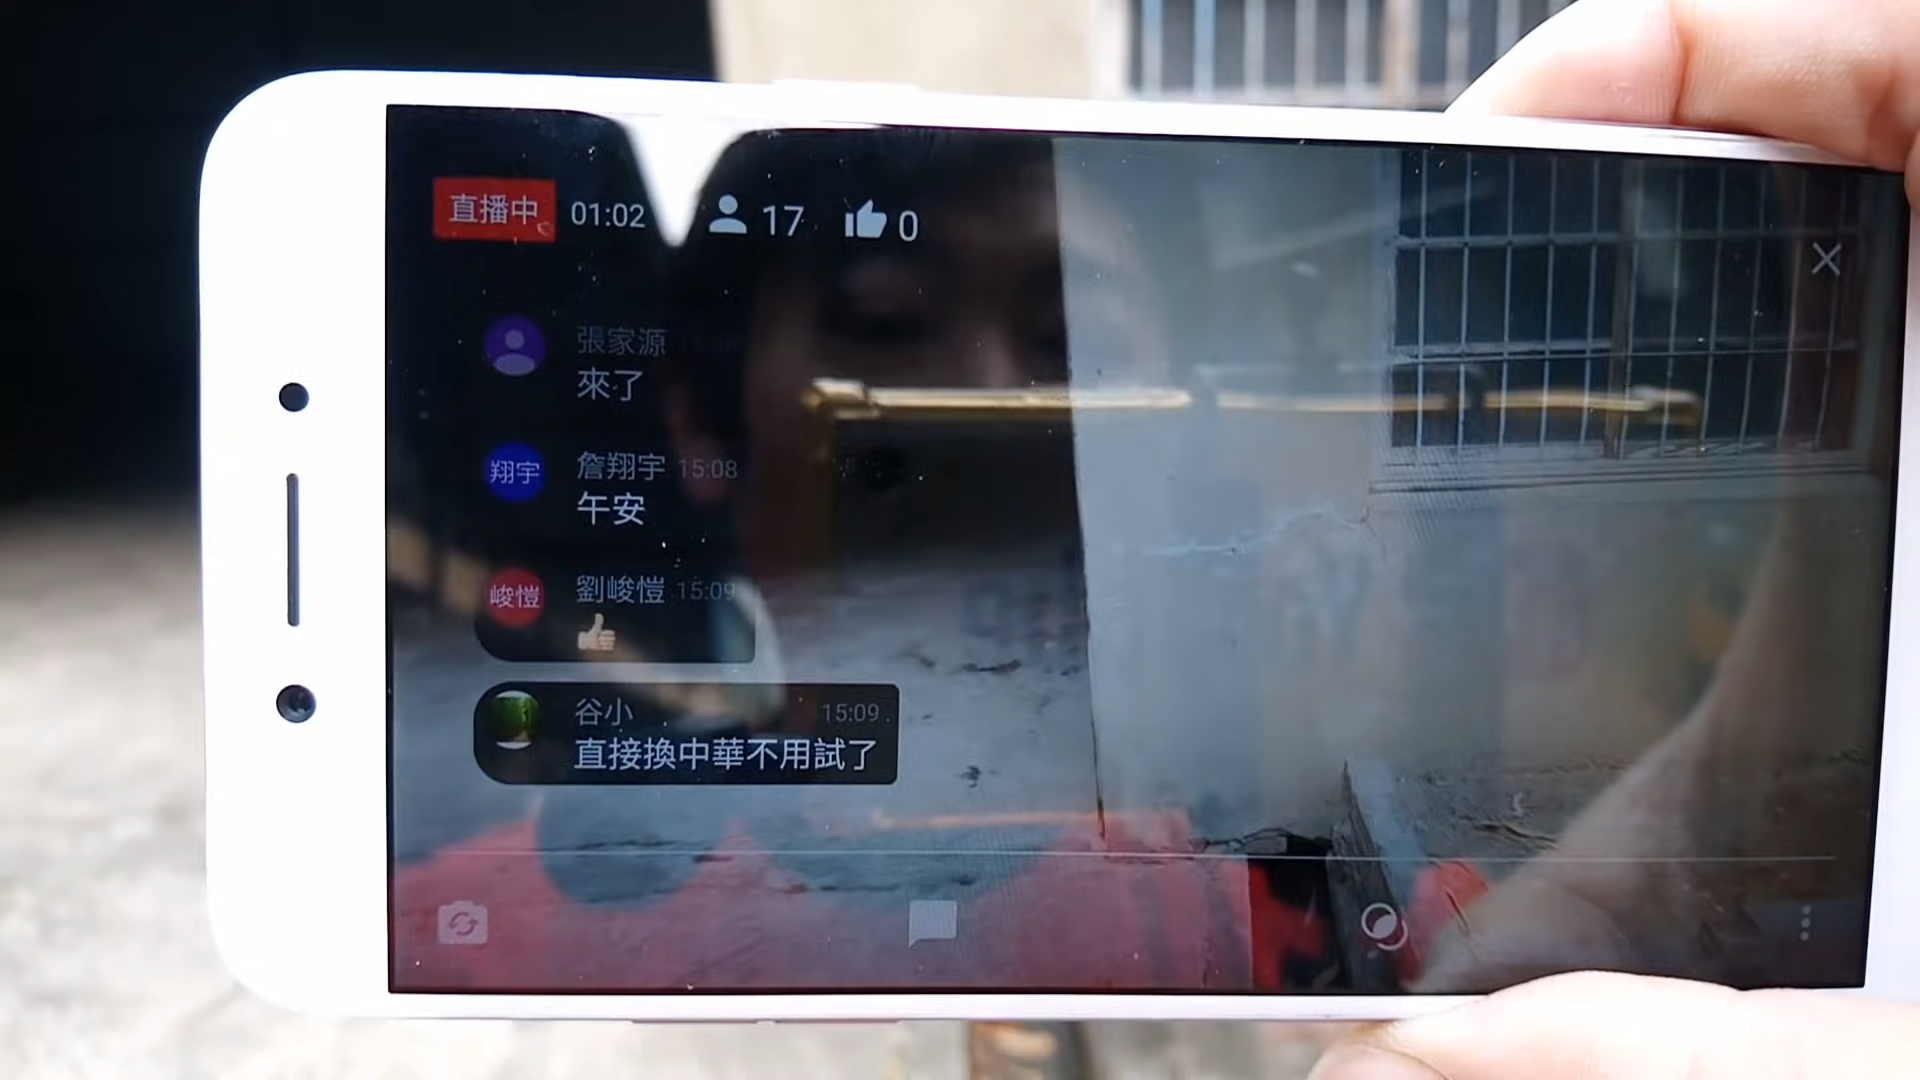 直播中 01:02 17 0
張家源
來了
翔宇 詹翔宇 15:08
午安
峻愷 劉峻愷 15:09
谷小 15:09
直接換中華不用試了